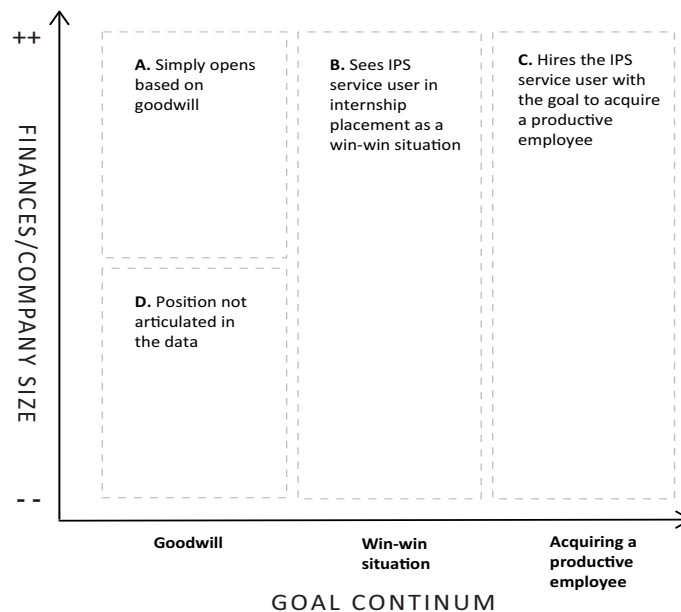 ++
FINANCES/COMPANY SIZE
- -
A. Simply opens
based on
goodwill
B. Sees IPS
service user in
internship
placement as a
win-win situation
C. Hires the IPS
service user with
the goal to acquire
a productive
employee
D. Position not
articulated in
the data
Goodwill
Win-win
situation
Acquiring a
productive
employee
GOAL CONTINUM